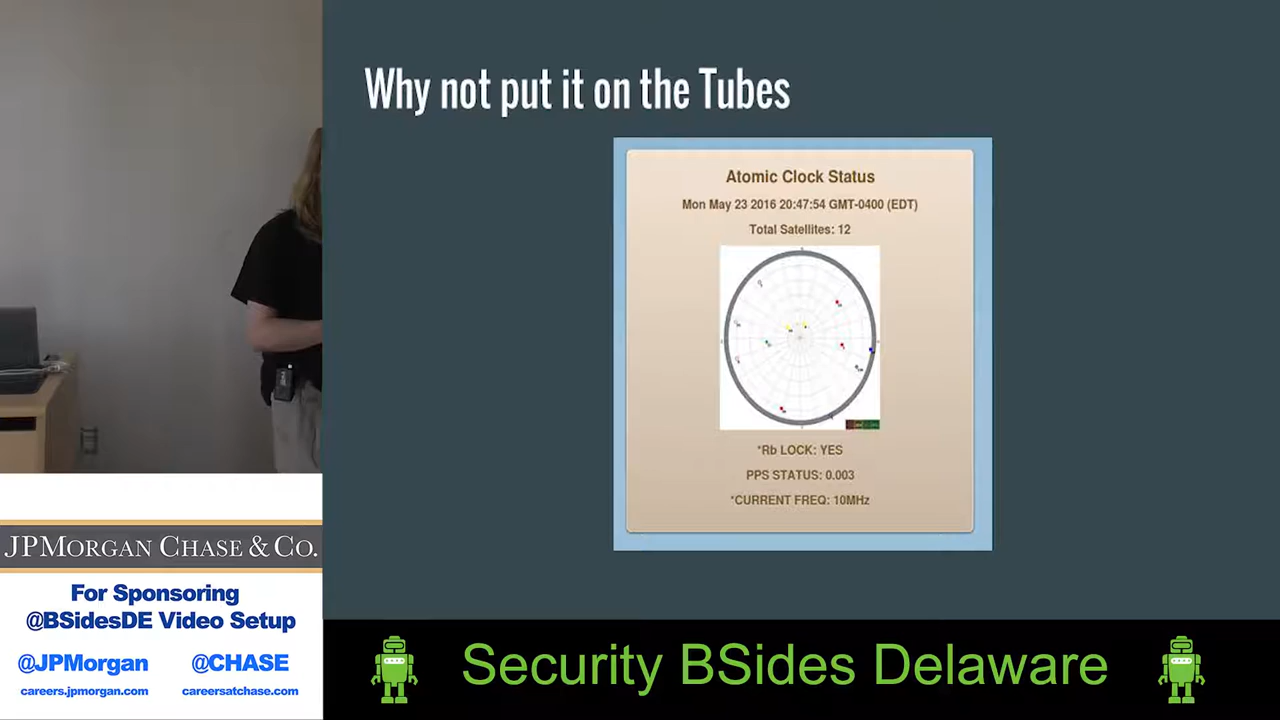 Why not put it on the Tubes
Atomic Clock Status
Mon May 23 2016 20:47:54 GMT-0400 (EDT)
Total Satellites: 12
*Rb LOCK: YES
PPS STATUS: 0.003
*CURRENT FREQ: 10MHz
JPMORGAN CHASE & CO.
For Sponsoring
@BSidesDE Video Setup
@JPMorgan @CHASE
careers.jpmorgan.com careersatchase.com
Security BSides Delaware